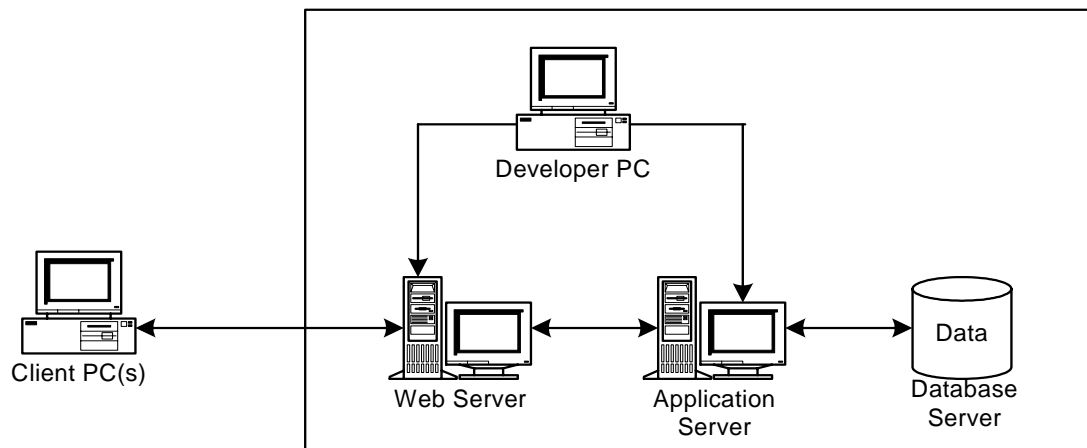 Developer PC
Client PC(s)
Web Server
Application
Server
Data
Database
Server